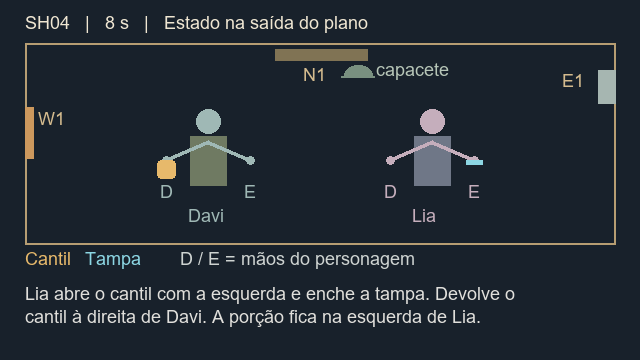 SH04 | 8 s | Estado na saída do plano
N1
capacete
E1
W1
D E D E
Davi Lia
Cantil Tampa D / E = mãos do personagem
Lia abre o cantil com a esquerda e enche a tampa. Devolve o
cantil à direita de Davi. A porção fica na esquerda de Lia.